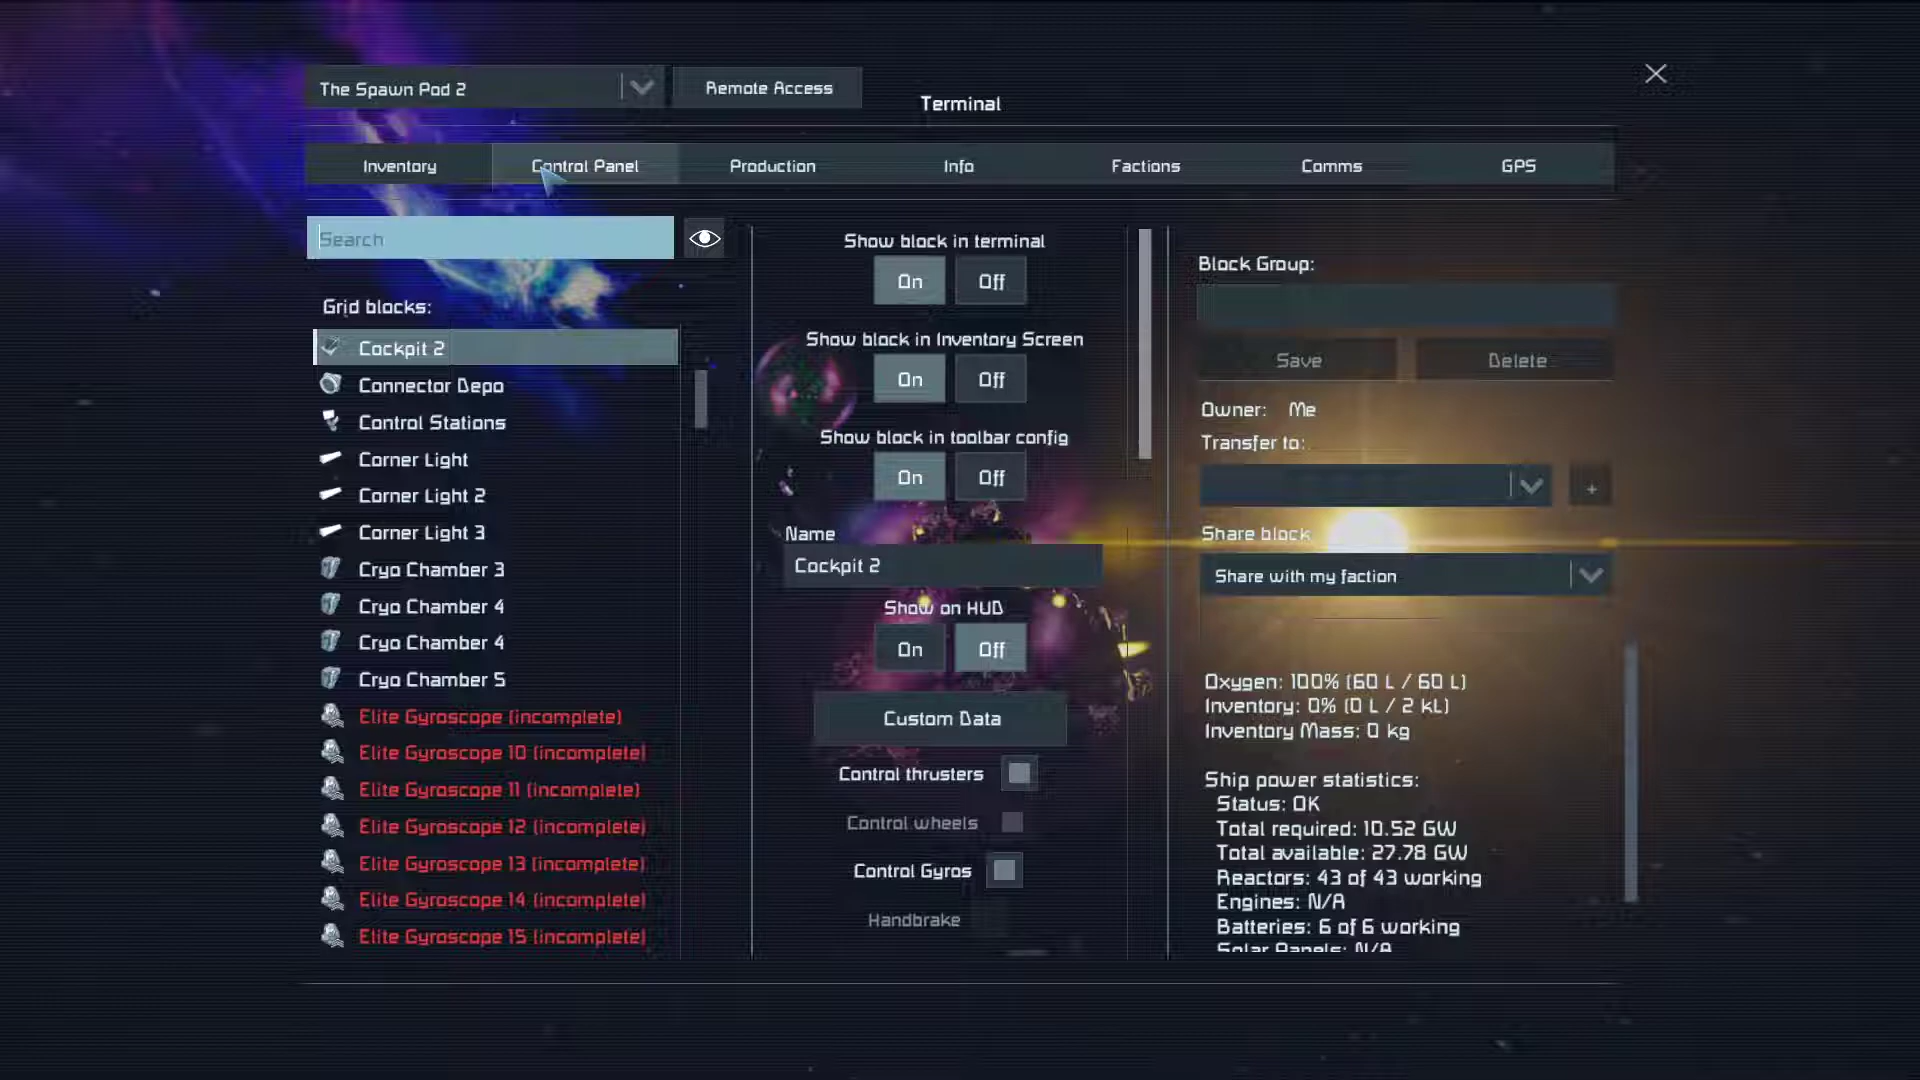 The Spawn Pod 2
Remote Access
Terminal
Inventory
Control Panel
Production
Info
Factions
Comms
GPS
Search
Grid blocks:
Cockpit 2
Connector Depo
Control Stations
Corner Light
Corner Light 2
Corner Light 3
Cryo Chamber 3
Cryo Chamber 4
Cryo Chamber 4
Cryo Chamber 5
Elite Gyroscope (incomplete)
Elite Gyroscope 10 (incomplete)
Elite Gyroscope 11 (incomplete)
Elite Gyroscope 12 (incomplete)
Elite Gyroscope 13 (incomplete)
Elite Gyroscope 14 (incomplete)
Elite Gyroscope 15 (incomplete)
Show block in terminal
On Off
Show block in Inventory Screen
On Off
Show block in toolbar config
On Off
Name
Cockpit 2
Show on HUD
On Off
Custom Data
Control thrusters
Control wheels
Control Gyros
Handbrake
Block Group:
Save Delete
Owner: Me
Transfer to:
+
Share block
Share with my faction
Oxygen: 100% (60 L / 60 L)
Inventory: 0% (0 L / 2 kL)
Inventory Mass: 0 kg
Ship power statistics:
Status: OK
Total required: 10.52 GW
Total available: 27.78 GW
Reactors: 43 of 43 working
Engines: N/A
Batteries: 6 of 6 working
Solar Panels: N/A